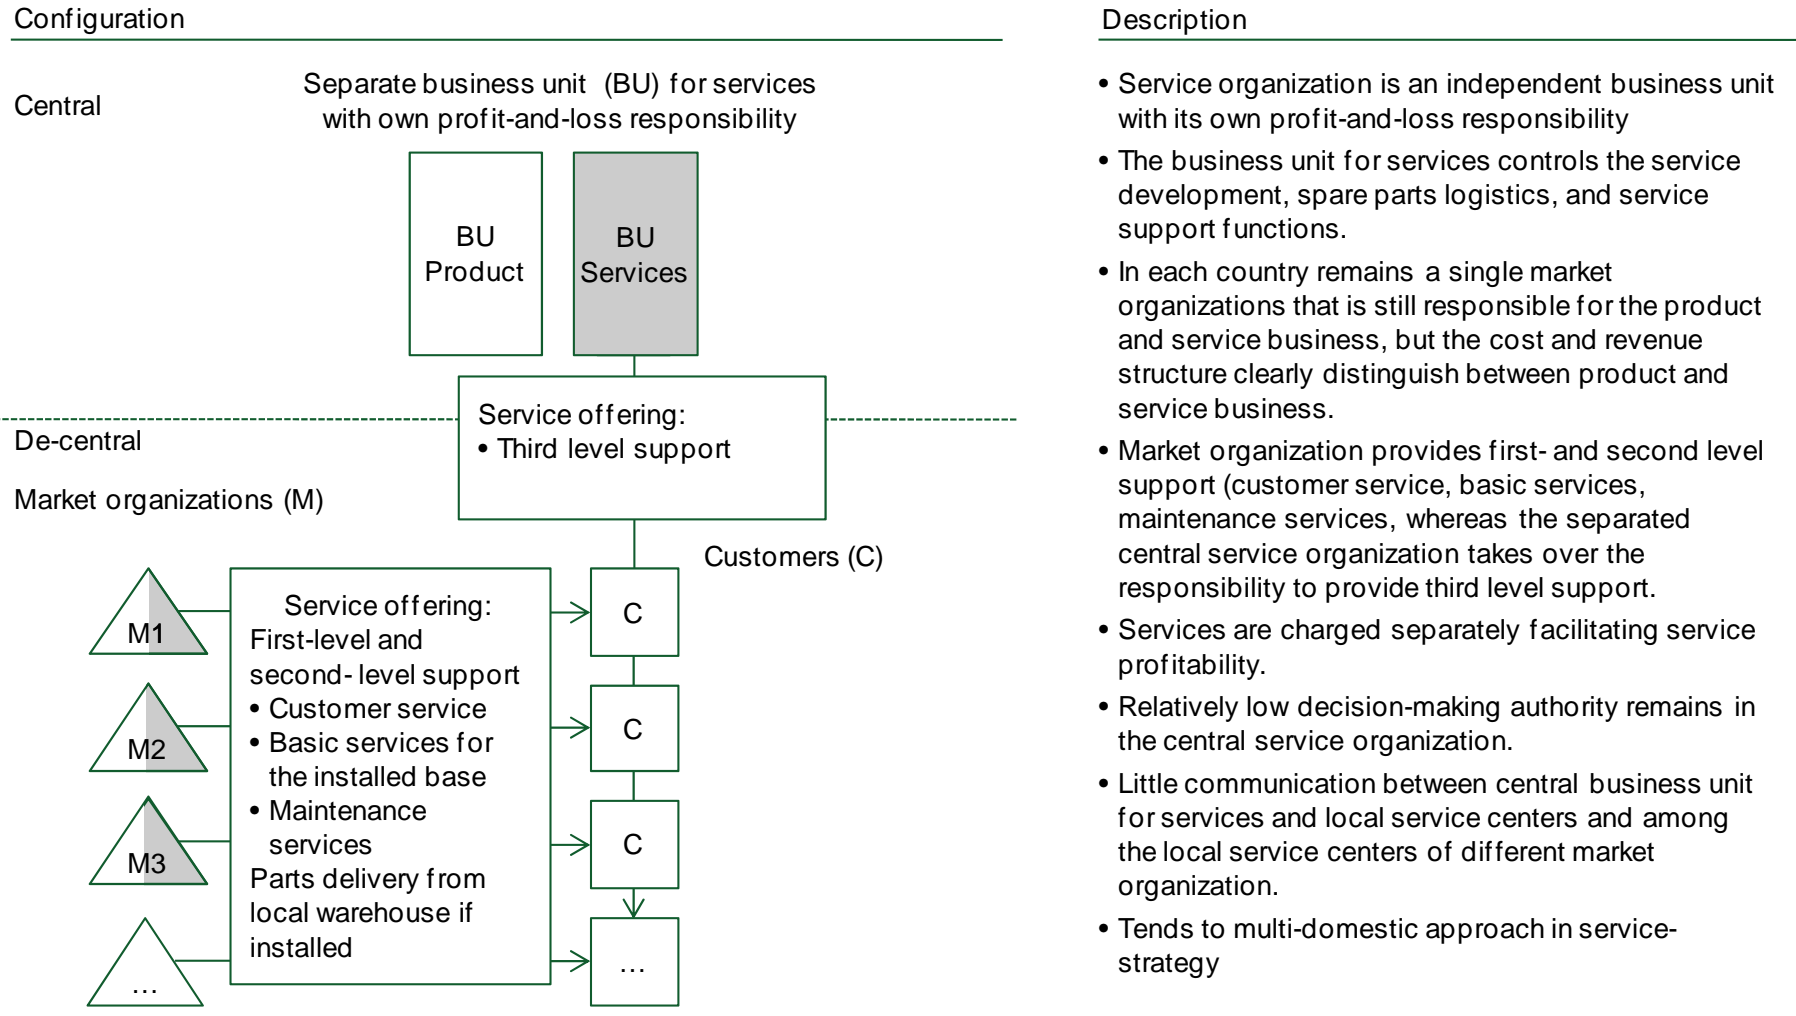 Configuration
Central
Separate business unit (BU) for services
with own profit-and-loss responsibility
BU
Product
BU
Services
Service offering:
• Third level support
De-central
Market organizations (M)
Customers (C)
M1
M2
M3
…
Service offering:
First-level and
second- level support
• Customer service
• Basic services for
the installed base
• Maintenance
services
Parts delivery from
local warehouse if
installed
C
C
C
…
Description
• Service organization is an independent business unit
with its own profit-and-loss responsibility
• The business unit for services controls the service
development, spare parts logistics, and service
support functions.
• In each country remains a single market
organizations that is still responsible for the product
and service business, but the cost and revenue
structure clearly distinguish between product and
service business.
• Market organization provides first- and second level
support (customer service, basic services,
maintenance services, whereas the separated
central service organization takes over the
responsibility to provide third level support.
• Services are charged separately facilitating service
profitability.
• Relatively low decision-making authority remains in
the central service organization.
• Little communication between central business unit
for services and local service centers and among
the local service centers of different market
organization.
• Tends to multi-domestic approach in service-
strategy